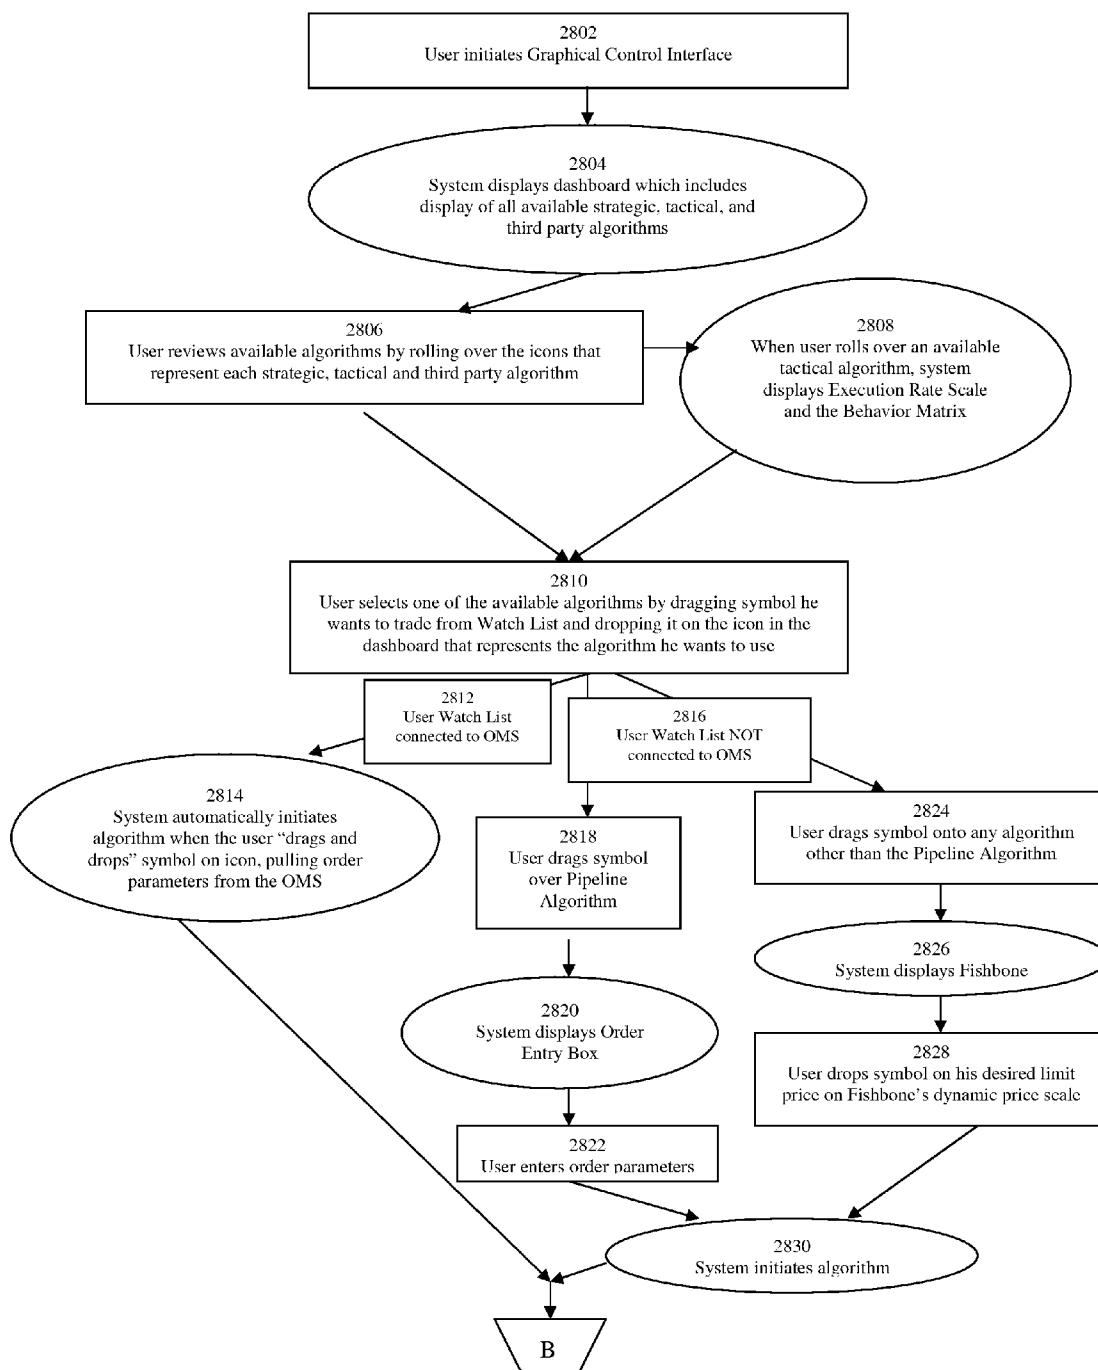 2802
User initiates Graphical Control Interface
2804
System displays dashboard which includes
display of all available strategic, tactical, and
third party algorithms
2806
User reviews available algorithms by rolling over the icons that
represent each strategic, tactical and third party algorithm
2808
When user rolls over an available
tactical algorithm, system
displays Execution Rate Scale
and the Behavior Matrix
2810
User selects one of the available algorithms by dragging symbol he
wants to trade from Watch List and dropping it on the icon in the
dashboard that represents the algorithm he wants to use
2812
User Watch List
connected to OMS
2816
User Watch List NOT
connected to OMS
2814
System automatically initiates
algorithm when the user “drags and
drops” symbol on icon, pulling order
parameters from the OMS
2818
User drags symbol
over Pipeline
Algorithm
2824
User drags symbol onto any algorithm
other than the Pipeline Algorithm
2826
System displays Fishbone
2820
System displays Order
Entry Box
2828
User drops symbol on his desired limit
price on Fishbone’s dynamic price scale
2822
User enters order parameters
2830
System initiates algorithm
B